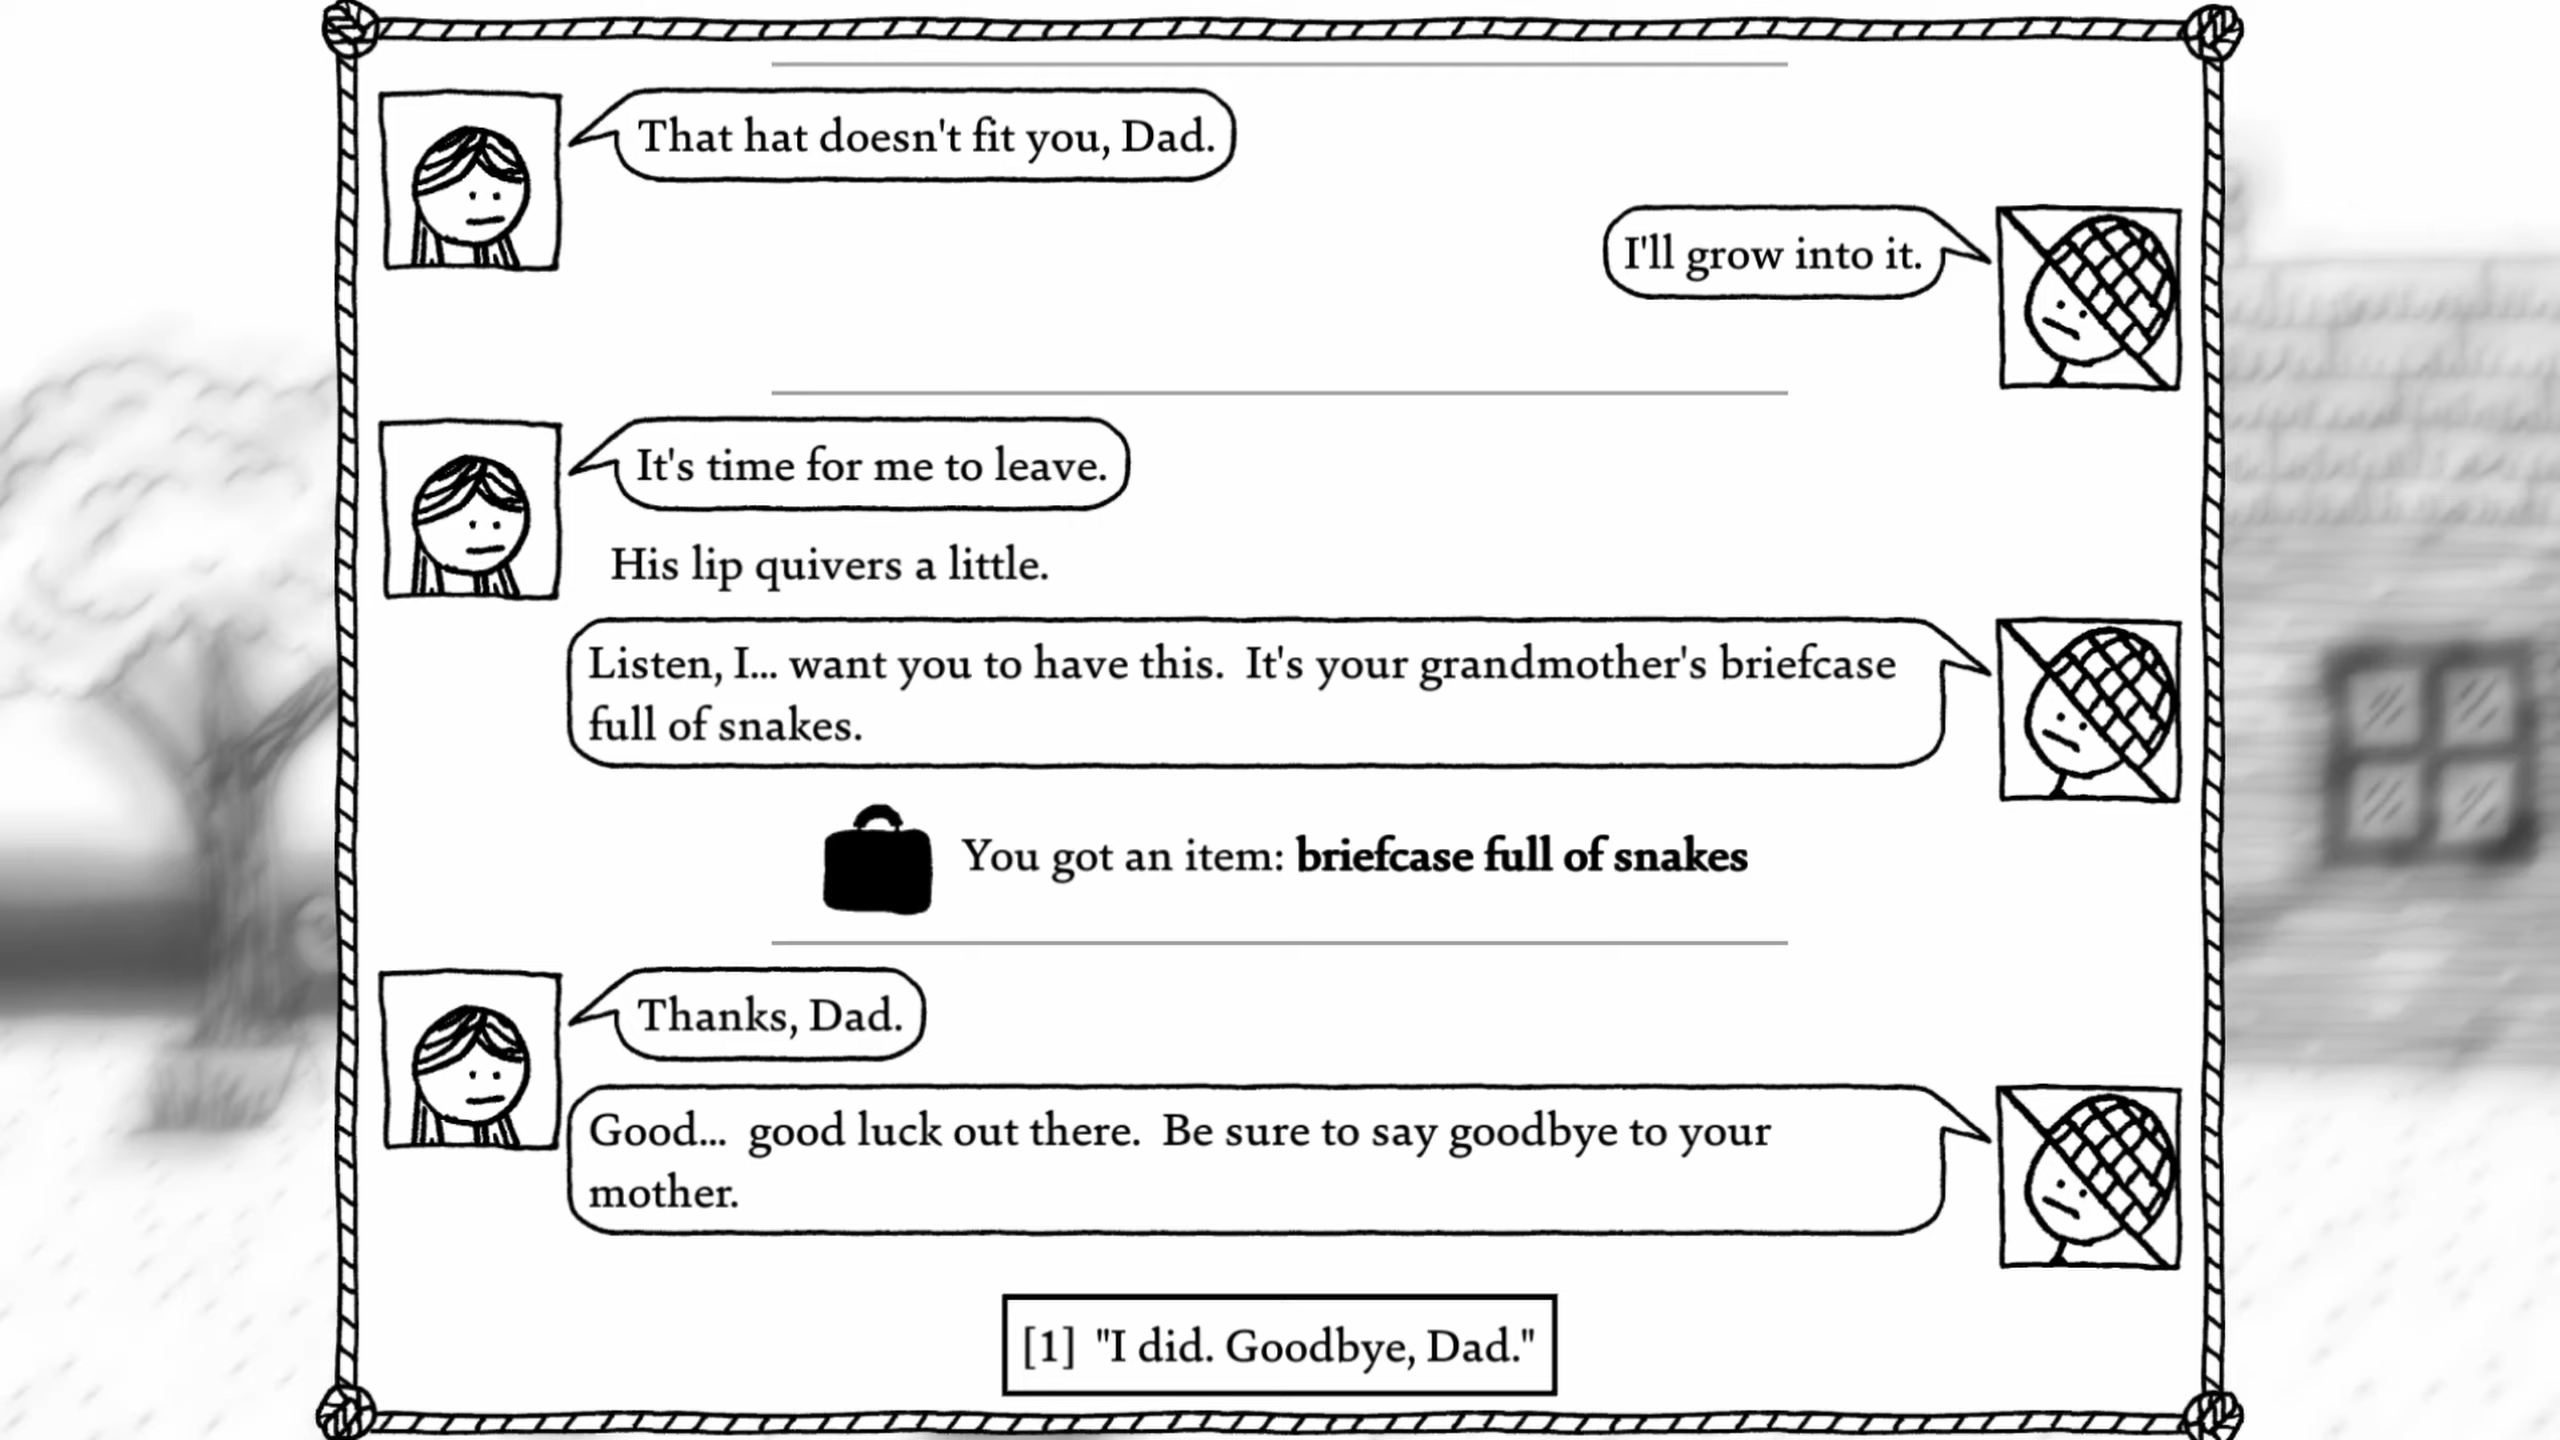 That hat doesn't fit you, Dad.
I'll grow into it.
It's time for me to leave.
His lip quivers a little.
Listen, I... want you to have this.  It's your grandmother's briefcase
full of snakes.
You got an item: briefcase full of snakes
Thanks, Dad.
Good...  good luck out there.  Be sure to say goodbye to your
mother.
[1] "I did. Goodbye, Dad."